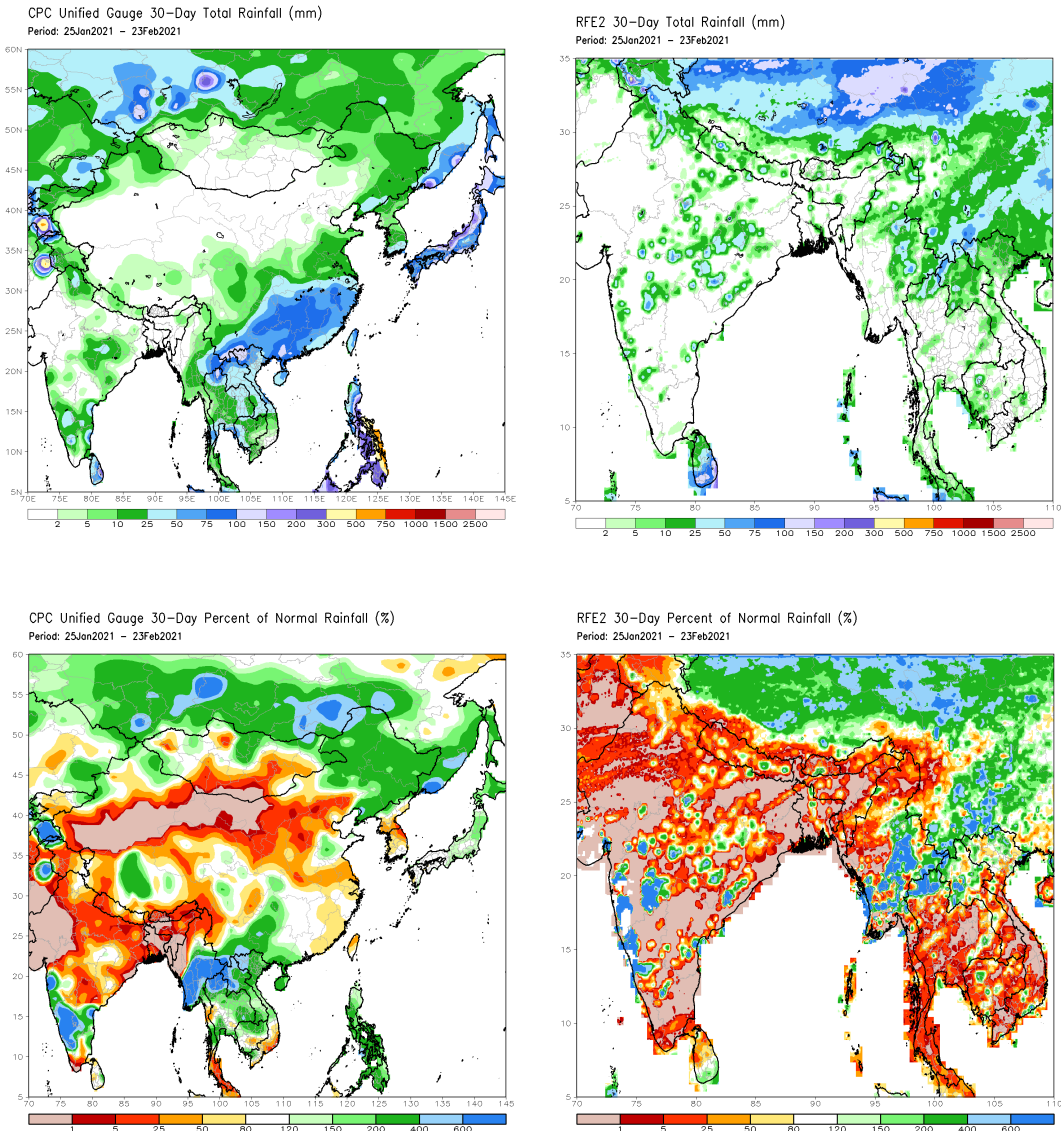 CPC Unified Gauge 30-Day Total Rainfall (mm)
Period: 25Jan2021 - 23Feb2021
60N
55N
50N
45N
40N
35N
30N
25N
20N
15N
10N
5N
70E 75E 80E 85E 90E 95E 100E 105E 110E 115E 120E 125E 130E 135E 140E 145E
2 5 10 25 50 75 100 150 200 300 500 750 1000 1500 2500
RFE2 30-Day Total Rainfall (mm)
Period: 25Jan2021 - 23Feb2021
35
30
25
20
15
10
5
70 75 80 85 90 95 100 105 110
2 5 10 25 50 75 100 150 200 300 500 750 1000 1500 2500
CPC Unified Gauge 30-Day Percent of Normal Rainfall (%)
Period: 25Jan2021 - 23Feb2021
60
55
50
45
40
35
30
25
20
15
10
5
70 75 80 85 90 95 100 105 110 115 120 125 130 135 140 145
1 5 25 50 80 120 150 200 400 600
RFE2 30-Day Percent of Normal Rainfall (%)
Period: 25Jan2021 - 23Feb2021
35
30
25
20
15
10
5
70 75 80 85 90 95 100 105 110
1 5 25 50 80 120 150 200 400 600